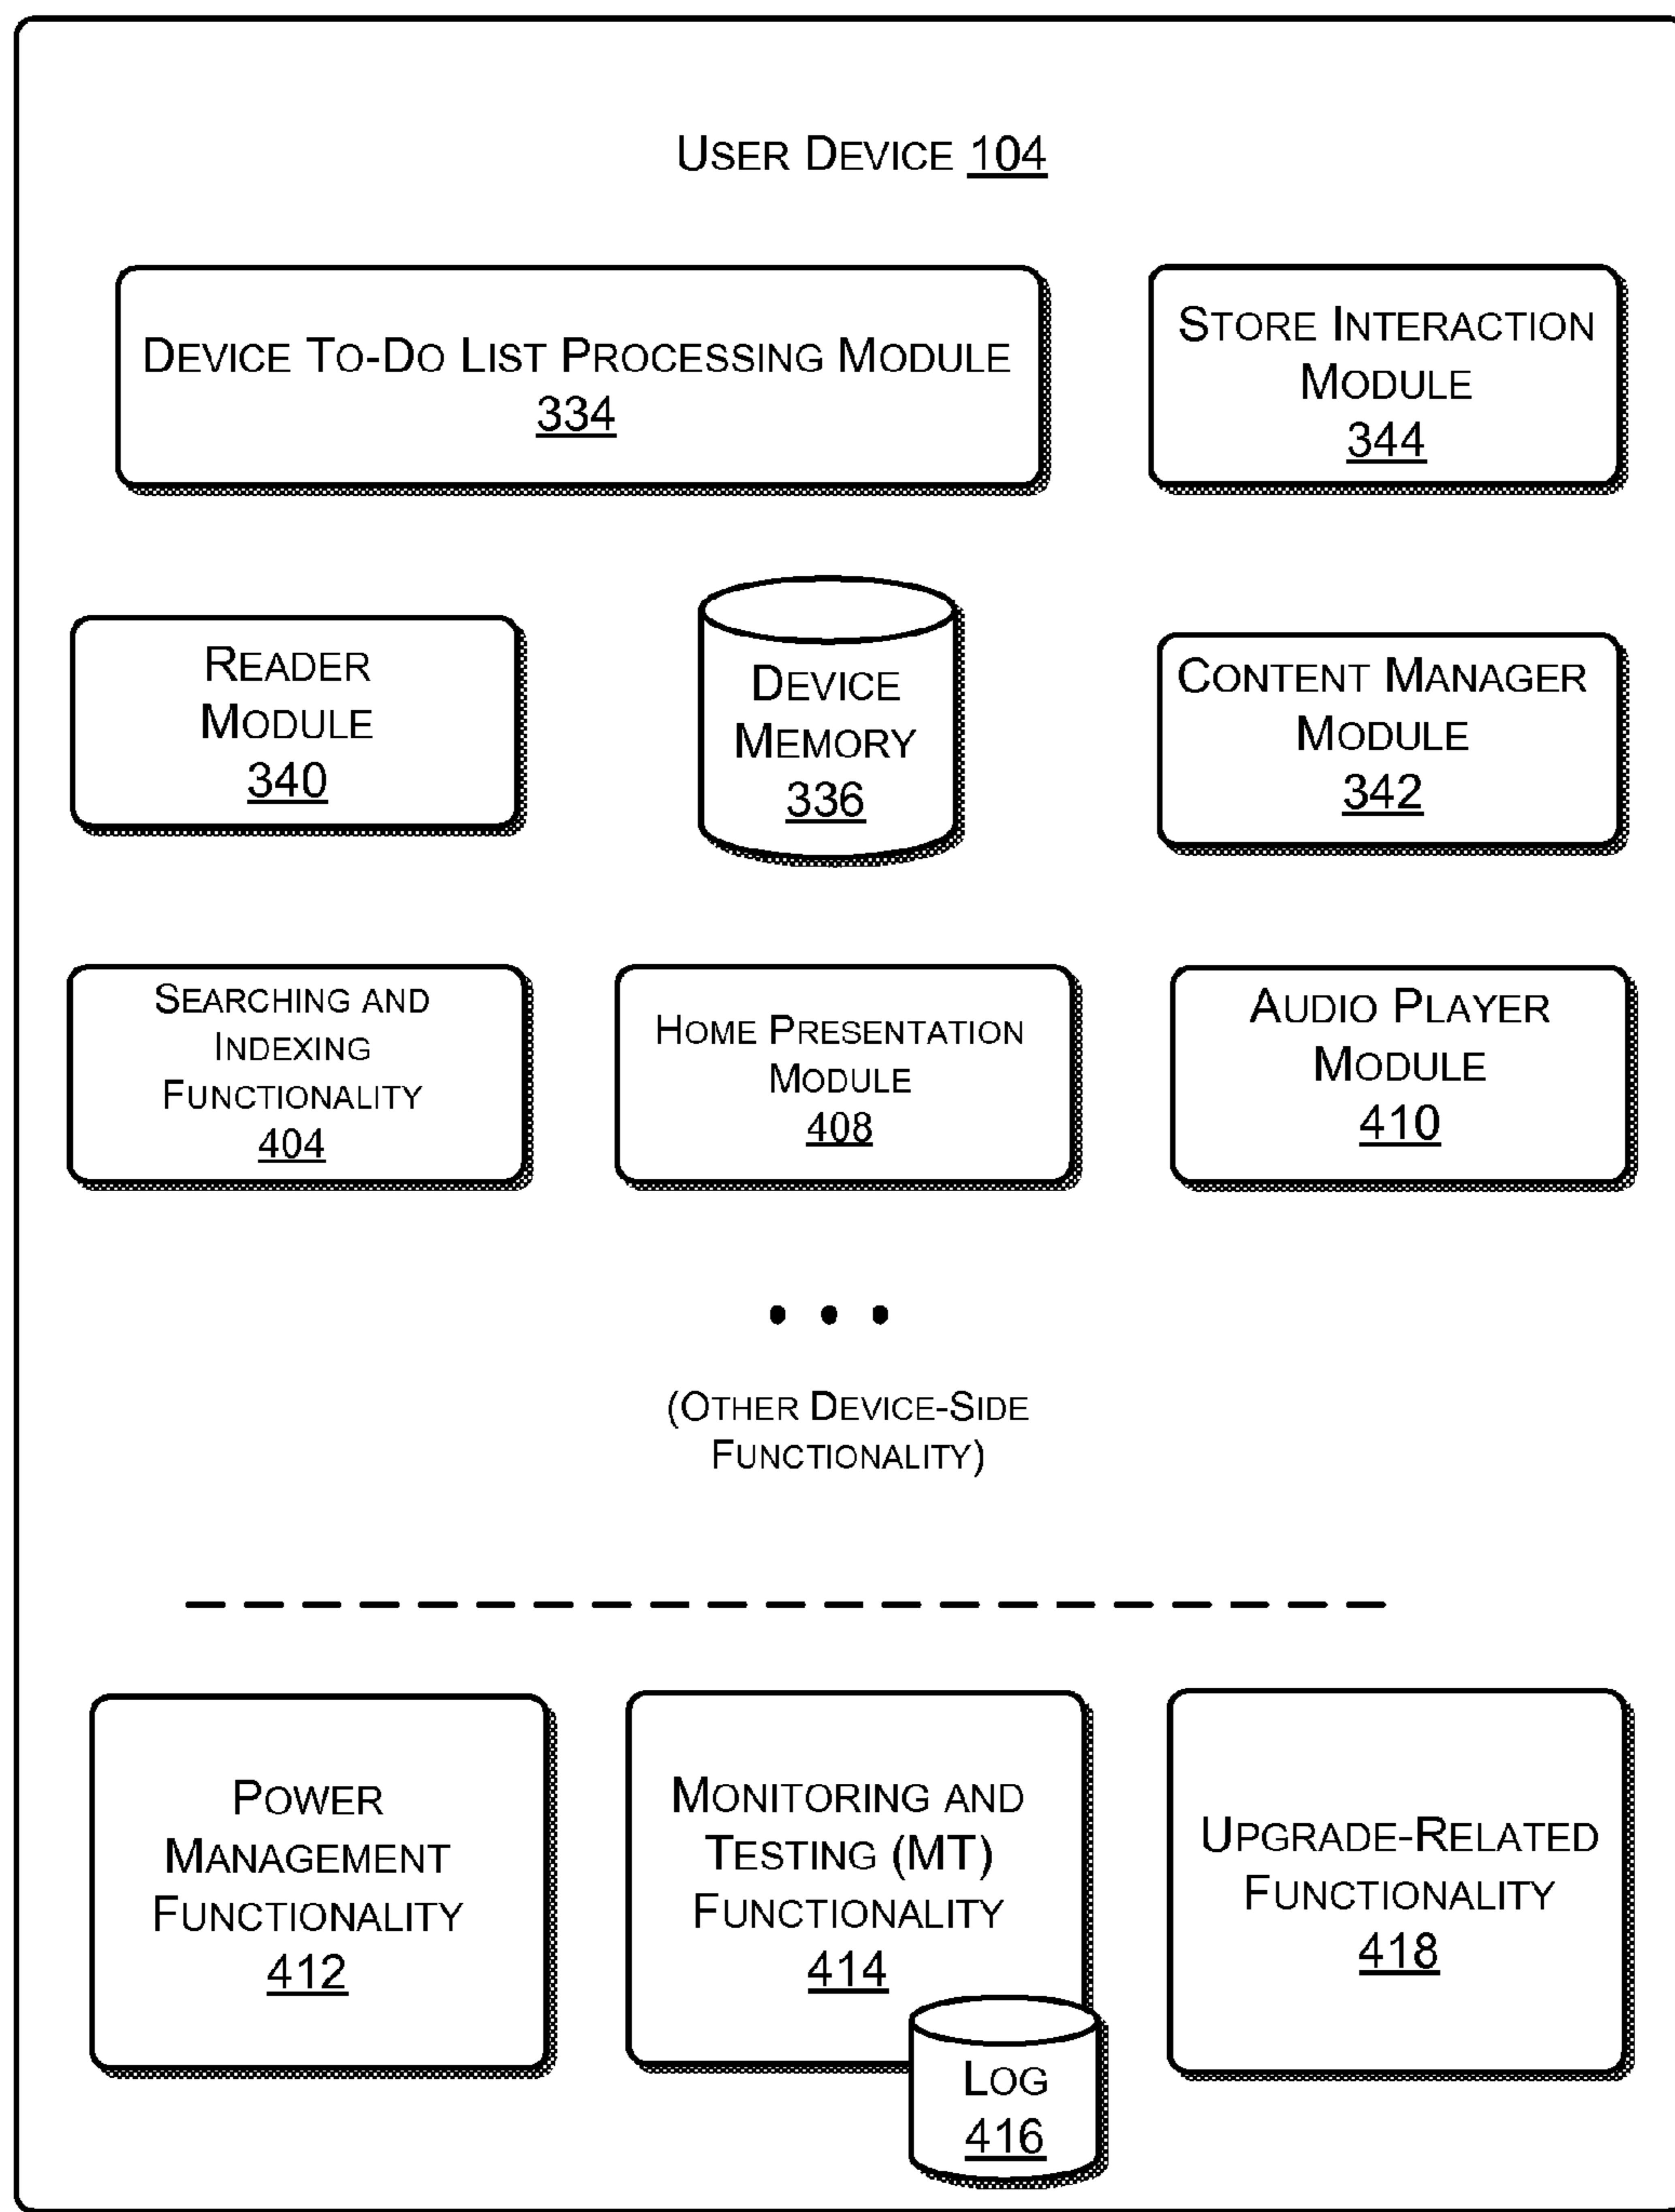 USER DEVICE 104
DEVICE TO-DO LIST PROCESSING MODULE
334
STORE INTERACTION
MODULE
344
READER
MODULE
340
DEVICE
MEMORY
336
CONTENT MANAGER
MODULE
342
SEARCHING AND
INDEXING
FUNCTIONALITY
404
HOME PRESENTATION
MODULE
408
AUDIO PLAYER
MODULE
410
• • •
(OTHER DEVICE-SIDE
FUNCTIONALITY)
POWER
MANAGEMENT
FUNCTIONALITY
412
MONITORING AND
TESTING (MT)
FUNCTIONALITY
414
LOG
416
UPGRADE-RELATED
FUNCTIONALITY
418